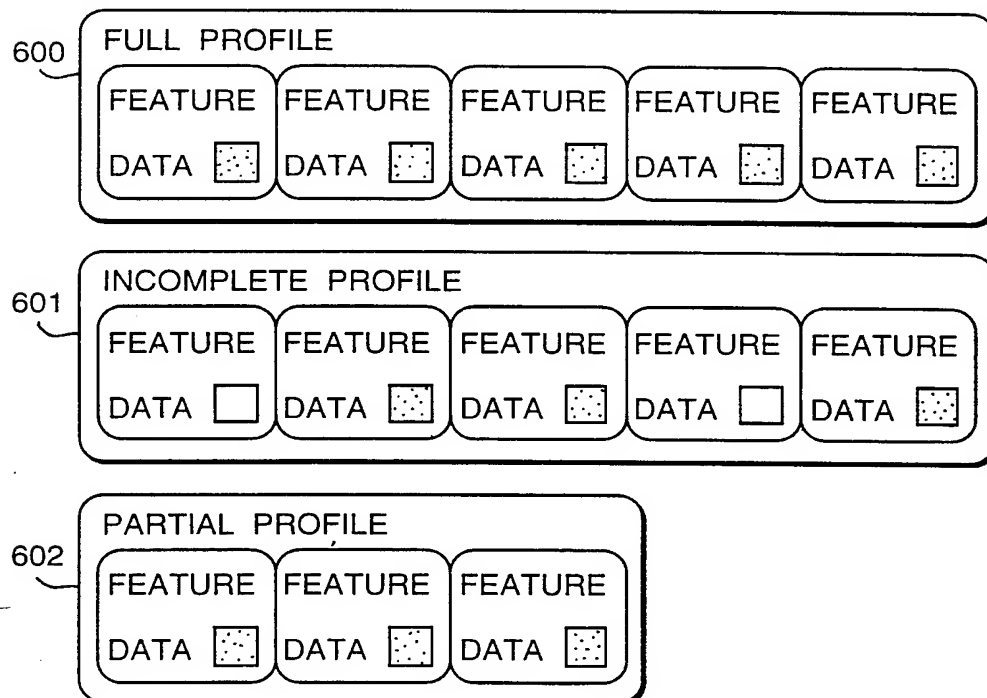 600
FULL PROFILE
FEATURE FEATURE FEATURE FEATURE FEATURE
DATA DATA DATA DATA DATA
601
INCOMPLETE PROFILE
FEATURE FEATURE FEATURE FEATURE FEATURE
DATA DATA DATA DATA DATA
602
PARTIAL PROFILE
FEATURE FEATURE FEATURE
DATA DATA DATA